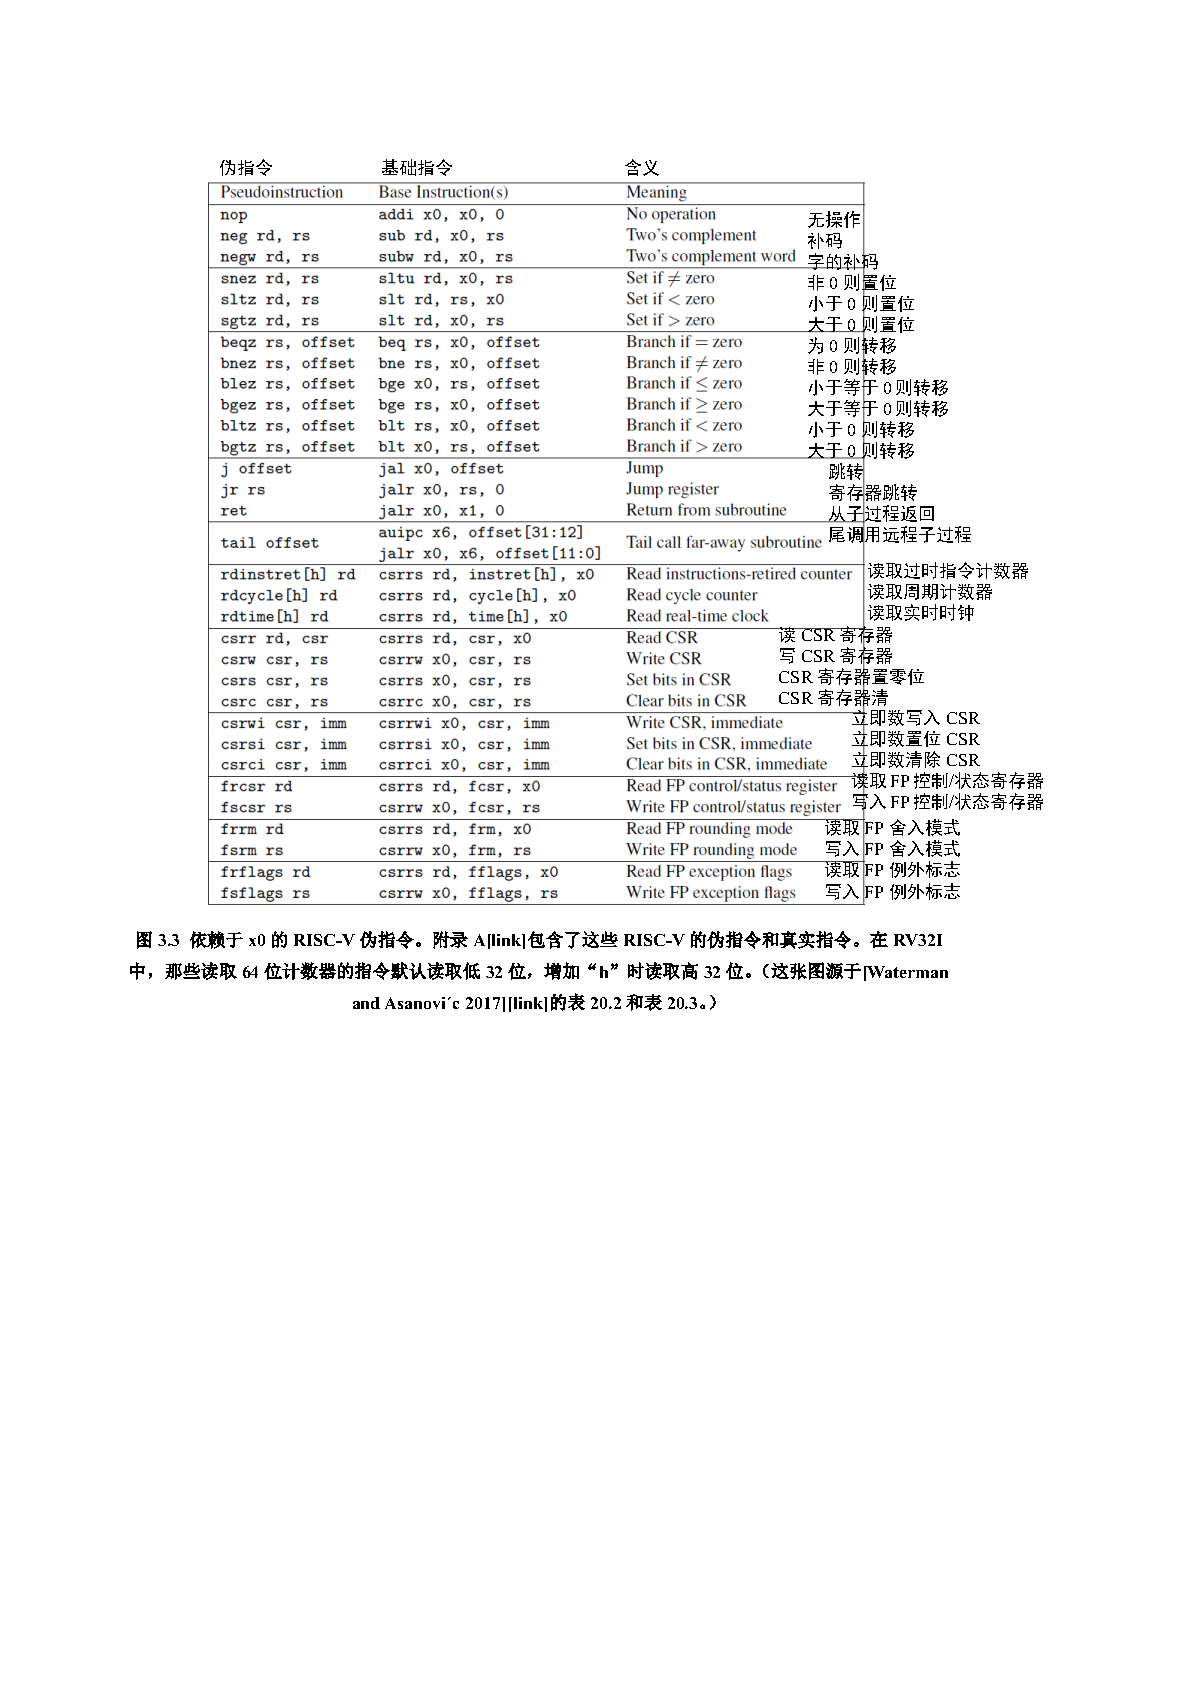 伪指令 基础指令 含义
Pseudoinstruction Base Instruction(s) Meaning
nop addi x0, x0, 0 No operation 无操作
neg rd, rs sub rd, x0, rs Two's complement 补码
negw rd, rs subw rd, x0, rs Two's complement word 字的补码
snez rd, rs sltu rd, x0, rs Set if ≠ zero 非 0 则置位
sltz rd, rs slt rd, rs, x0 Set if < zero 小于 0 则置位
sgtz rd, rs slt rd, x0, rs Set if > zero 大于 0 则置位
beqz rs, offset beq rs, x0, offset Branch if = zero 为 0 则转移
bnez rs, offset bne rs, x0, offset Branch if ≠ zero 非 0 则转移
blez rs, offset bge x0, rs, offset Branch if ≤ zero 小于等于 0 则转移
bgez rs, offset bge rs, x0, offset Branch if ≥ zero 大于等于 0 则转移
bltz rs, offset blt rs, x0, offset Branch if < zero 小于 0 则转移
bgtz rs, offset blt x0, rs, offset Branch if > zero 大于 0 则转移
j offset jal x0, offset Jump 跳转
jr rs jalr x0, rs, 0 Jump register 寄存器跳转
ret jalr x0, x1, 0 Return from subroutine 从子过程返回
tail offset auipc x6, offset[31:12] Tail call far-away subroutine 尾调用远程子过程
jalr x0, x6, offset[11:0]
rdinstret[h] rd csrrs rd, instret[h], x0 Read instructions-retired counter 读取过时指令计数器
rdcycle[h] rd csrrs rd, cycle[h], x0 Read cycle counter 读取周期计数器
rdtime[h] rd csrrs rd, time[h], x0 Read real-time clock 读取实时时钟
csrr rd, csr csrrs rd, csr, x0 Read CSR 读 CSR 寄存器
csrw csr, rs csrrw x0, csr, rs Write CSR 写 CSR 寄存器
csrs csr, rs csrrs x0, csr, rs Set bits in CSR CSR 寄存器置零位
csrc csr, rs csrrc x0, csr, rs Clear bits in CSR CSR 寄存器清
csrwi csr, imm csrrwi x0, csr, imm Write CSR, immediate 立即数写入 CSR
csrsi csr, imm csrrsi x0, csr, imm Set bits in CSR, immediate 立即数置位 CSR
csrci csr, imm csrrci x0, csr, imm Clear bits in CSR, immediate 立即数清除 CSR
frcsr rd csrrs rd, fcsr, x0 Read FP control/status register 读取 FP 控制/状态寄存器
fscsr rs csrrw x0, fcsr, rs Write FP control/status register 写入 FP 控制/状态寄存器
frrm rd csrrs rd, frm, x0 Read FP rounding mode 读取 FP 舍入模式
fsrm rs csrrw x0, frm, rs Write FP rounding mode 写入 FP 舍入模式
frflags rd csrrs rd, fflags, x0 Read FP exception flags 读取 FP 例外标志
fsflags rs csrrw x0, fflags, rs Write FP exception flags 写入 FP 例外标志
图 3.3 依赖于 x0 的 RISC-V 伪指令。附录 A[link]包含了这些 RISC-V 的伪指令和真实指令。在 RV32I
中，那些读取 64 位计数器的指令默认读取低 32 位，增加“h”时读取高 32 位。（这张图源于[Waterman
and Asanovi´c 2017][link]的表 20.2 和表 20.3。）